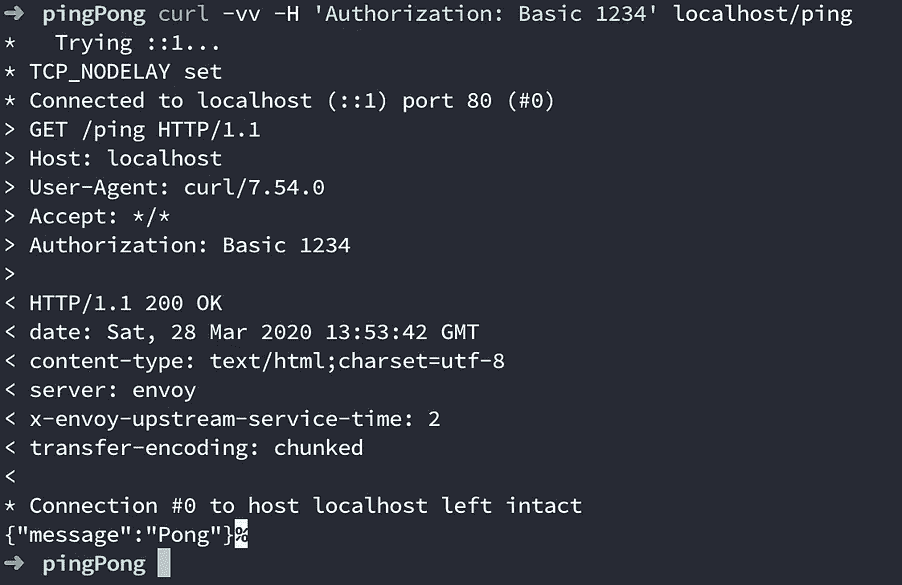 ➜ pingPong curl -vv -H 'Authorization: Basic 1234' localhost/ping
*   Trying ::1...
* TCP_NODELAY set
* Connected to localhost (::1) port 80 (#0)
> GET /ping HTTP/1.1
> Host: localhost
> User-Agent: curl/7.54.0
> Accept: */*
> Authorization: Basic 1234
>
< HTTP/1.1 200 OK
< date: Sat, 28 Mar 2020 13:53:42 GMT
< content-type: text/html;charset=utf-8
< server: envoy
< x-envoy-upstream-service-time: 2
< transfer-encoding: chunked
<
* Connection #0 to host localhost left intact
{"message":"Pong"}%
➜ pingPong